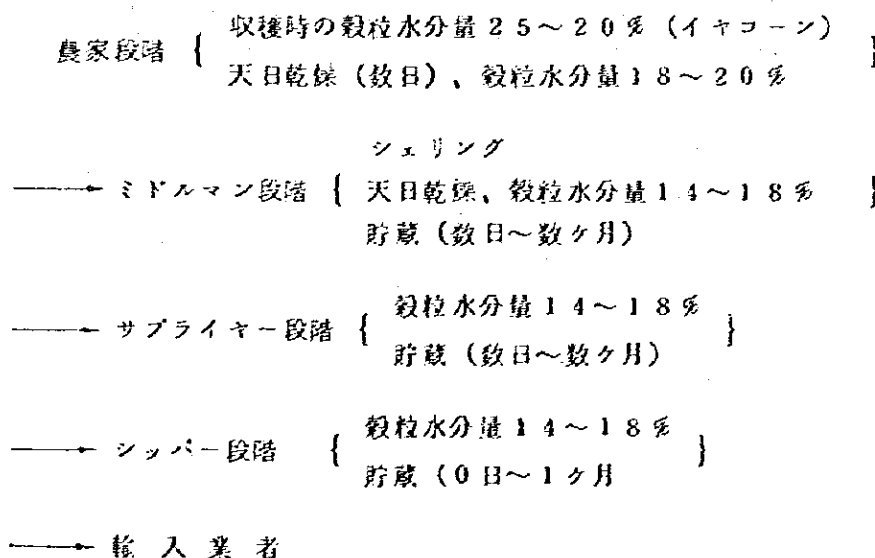 収穫時の穀粒水分量25～20% (イヤコーン)
農家段階 { }
天日乾燥 (数日)、穀粒水分量18～20%
シェリング
——→ ミドルマン段階 { 天日乾燥、穀粒水分量14～18% }
貯蔵 (数日～数ケ月)
穀粒水分量14～18%
——→ サプライヤー段階 { }
貯蔵 (数日～数ケ月)
穀粒水分量14～18%
——→ シッパー段階 { }
貯蔵 (0日～1ケ月
——→ 輸入業者